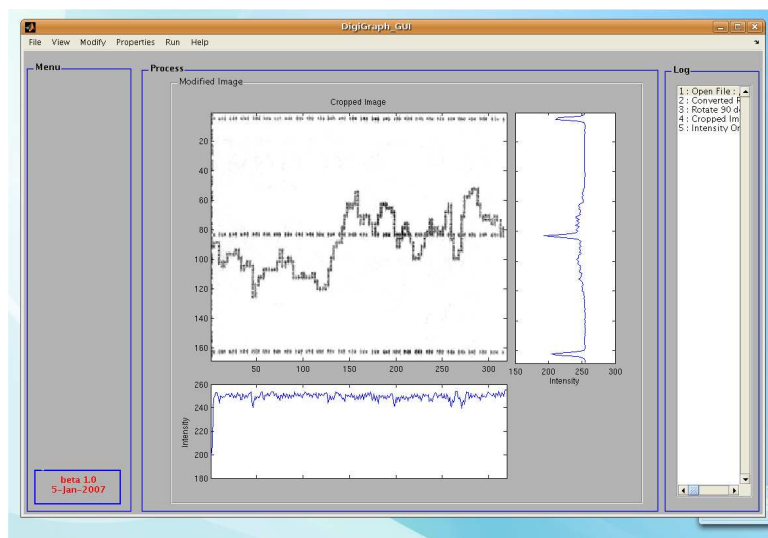 DigiGraph_GUI
File View Modify Properties Run Help
Menu
Process
Log
Modified Image
Cropped Image
20
40
60
80
100
120
140
160
50 100 150 200 250 300
150 200 250 300
Intensity
260
240
220
200
180
Intensity
1 : Open File :
2 : Converted
3 : Rotate 90 d
4 : Cropped Im
5 : Intensity Or
beta 1.0
5-Jan-2007